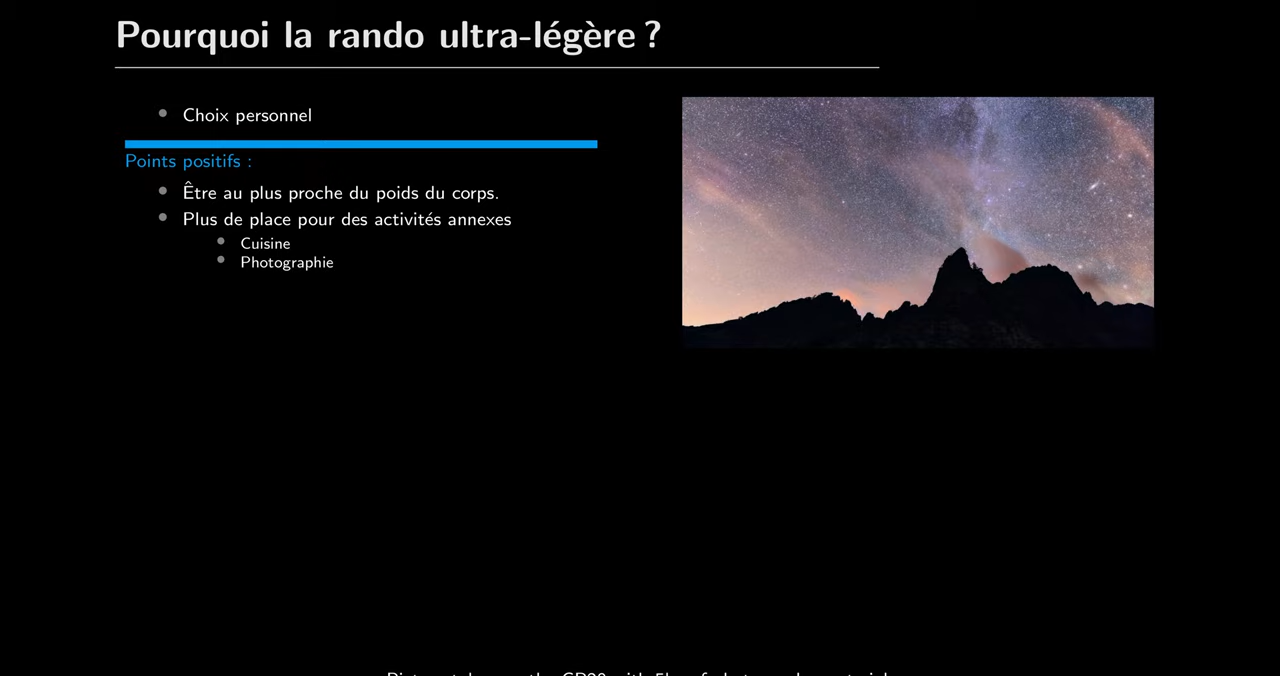 Pourquoi la rando ultra-légère ?
Choix personnel
Points positifs :
Être au plus proche du poids du corps.
Plus de place pour des activités annexes
Cuisine
Photographie